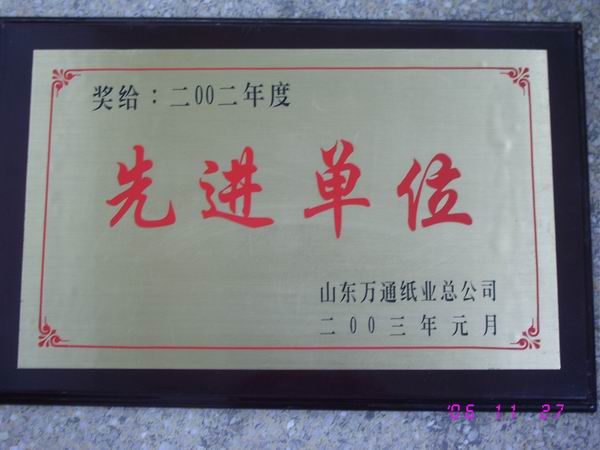 奖给：二00二年度
先进单位
山东万通纸业总公司
二00三年元月
'06 11 27